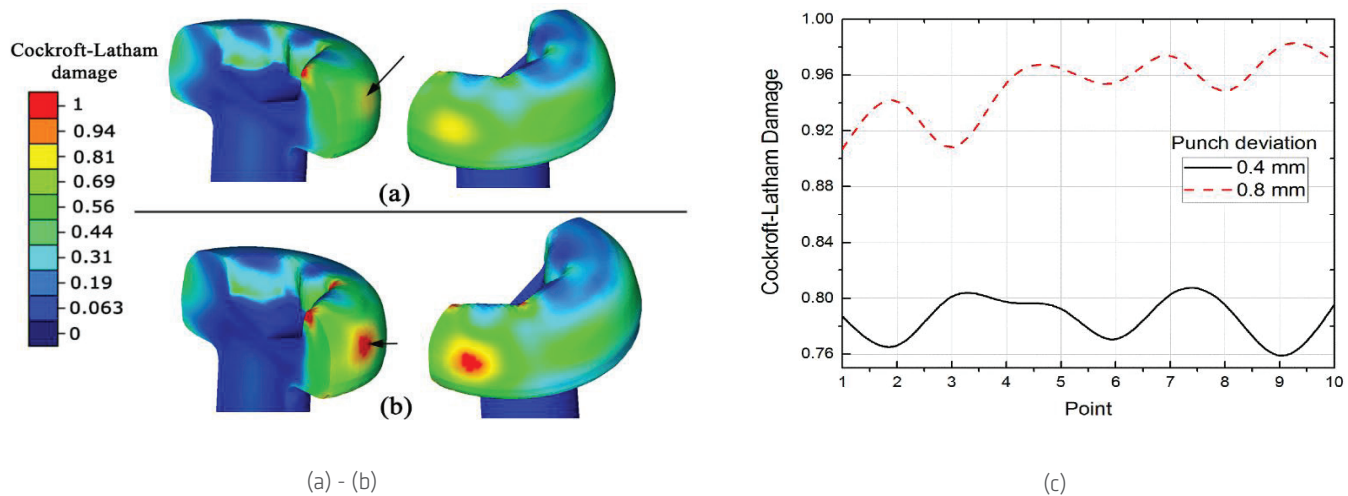 Cockroft-Latham
damage
1
0.94
0.81
0.69
0.56
0.44
0.31
0.19
0.063
0
(a)
(b)
(a) - (b)
1.00
0.96
0.92
0.88
0.84
0.80
0.76
Cockroft-Latham Damage
Punch deviation
0.4 mm
0.8 mm
1 2 3 4 5 6 7 8 9 10
Point
(c)